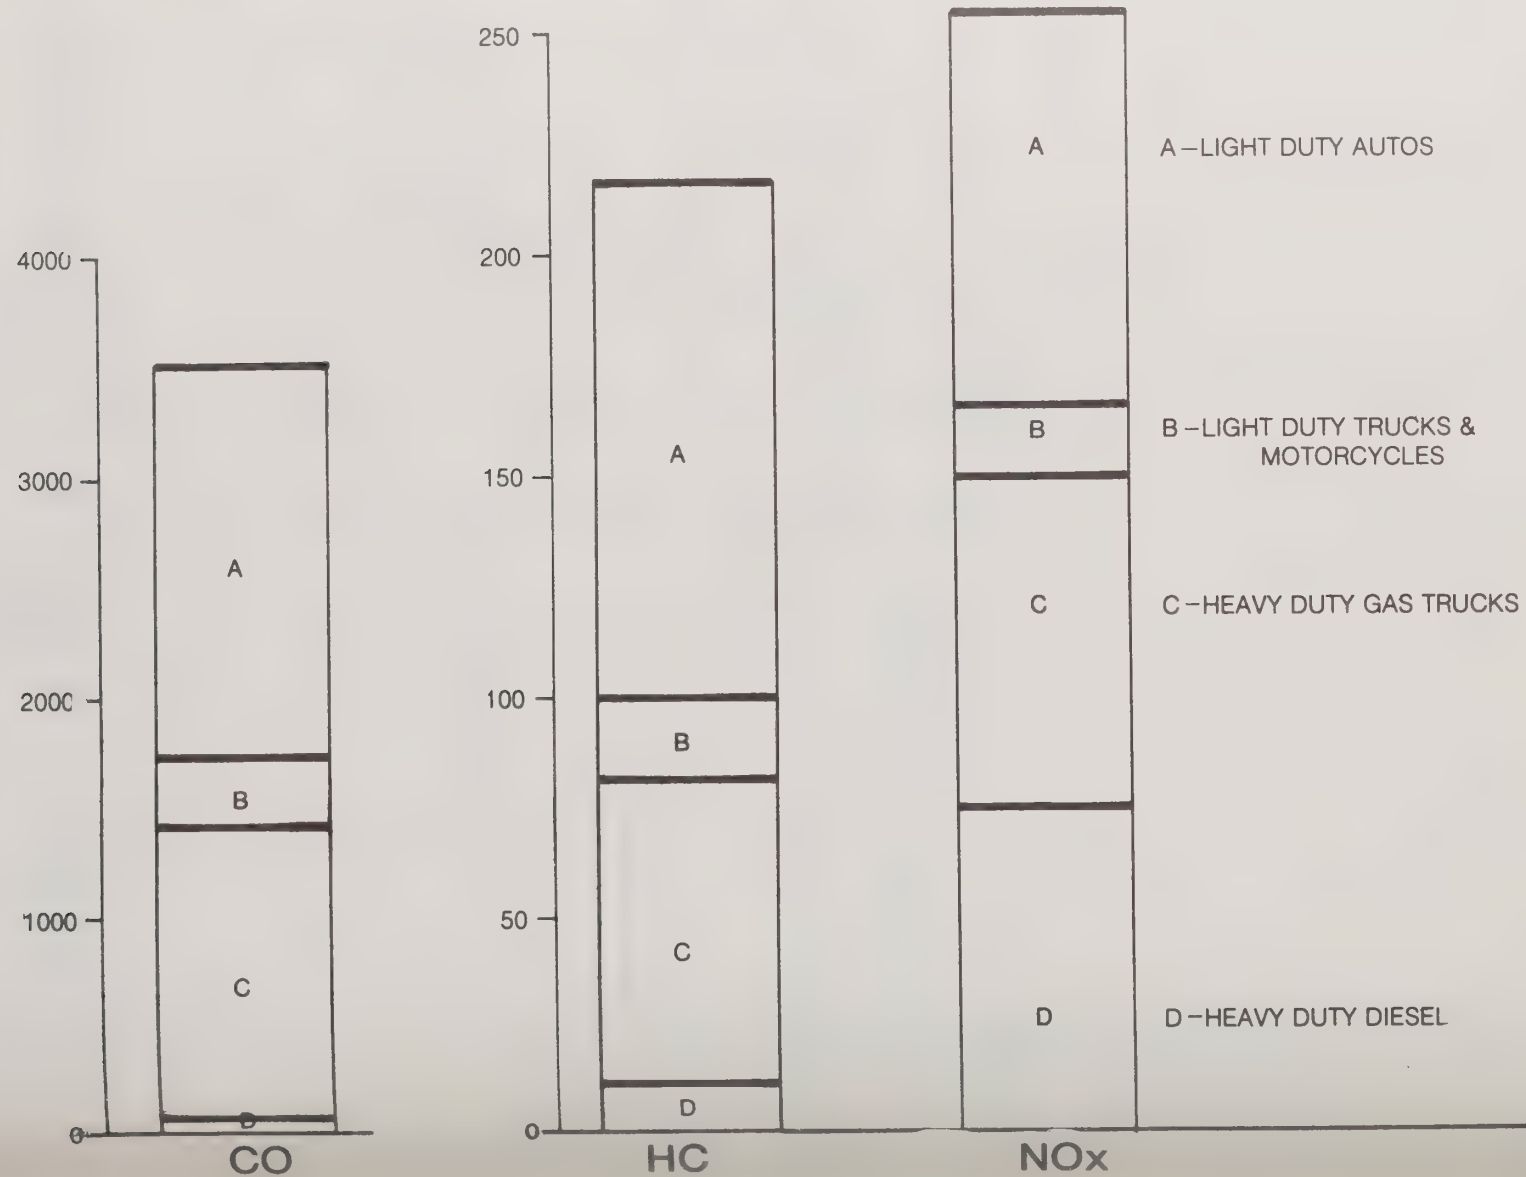 250
A
A–LIGHT DUTY AUTOS
200
4000
150
A
B
B–LIGHT DUTY TRUCKS &
MOTORCYCLES
3000
A
C
C–HEAVY DUTY GAS TRUCKS
2000
100
B
B
1000
50
C
C
D
D–HEAVY DUTY DIESEL
D
D
0
0
CO
HC
NOx